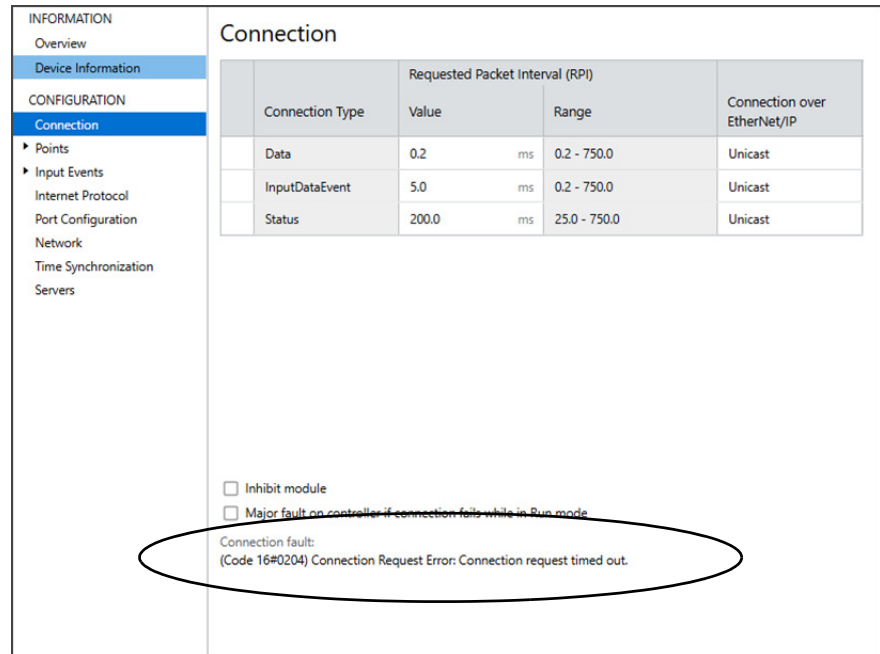 INFORMATION
Overview
Device Information
CONFIGURATION
Connection
Points
Input Events
Internet Protocol
Port Configuration
Network
Time Synchronization
Servers
Connection
Requested Packet Interval (RPI)
Connection Type Value Range Connection over
EtherNet/IP
Data 0.2 ms 0.2 - 750.0 Unicast
InputDataEvent 5.0 ms 0.2 - 750.0 Unicast
Status 200.0 ms 25.0 - 750.0 Unicast
Inhibit module
Major fault on controller if connection fails while in Run mode
Connection fault:
(Code 16#0204) Connection Request Error: Connection request timed out.